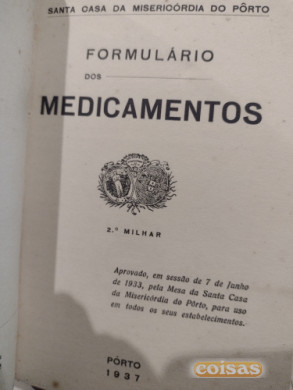 SANTA CASA DA MISERICÓRDIA DO PÔRTO
FORMULÁRIO
DOS
MEDICAMENTOS
2.º MILHAR
Aprovado, em sessão de 7 de Junho
de 1933, pela Mesa da Santa Casa
da Misericórdia do Pôrto, para uso
em todos os seus estabelecimentos.
PÔRTO
1937
coisas